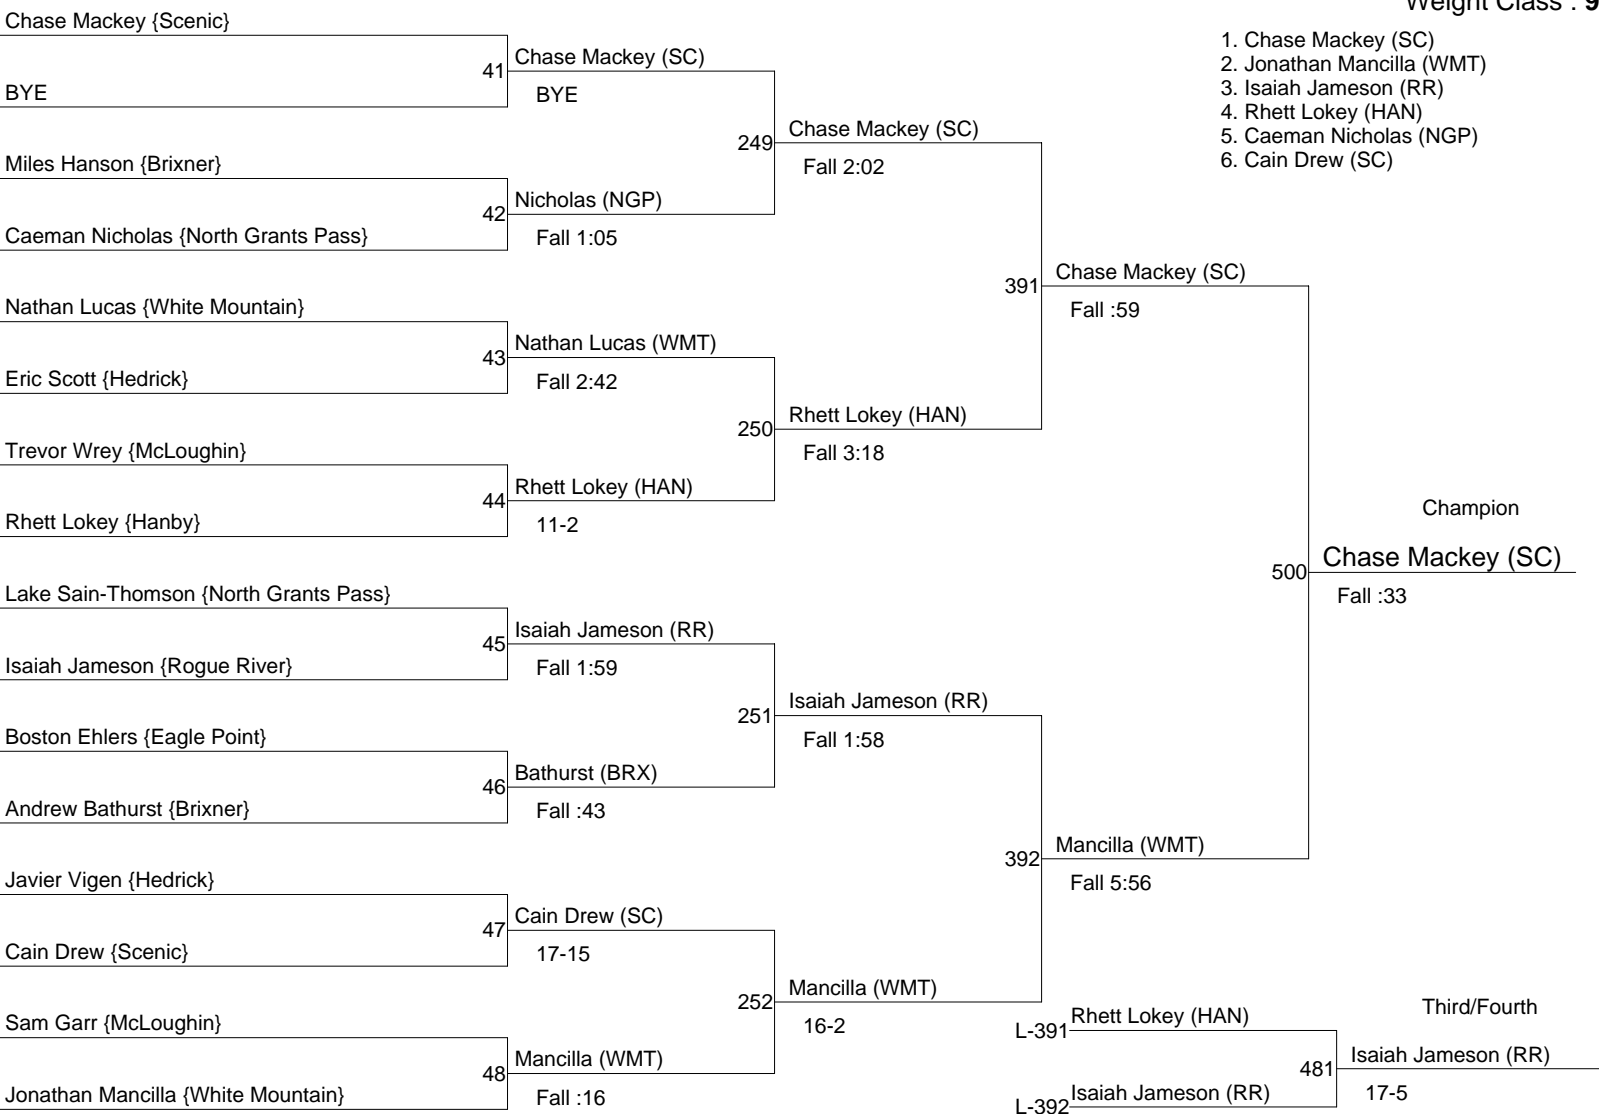 Weight Class : 9
1. Chase Mackey (SC)
2. Jonathan Mancilla (WMT)
3. Isaiah Jameson (RR)
4. Rhett Lokey (HAN)
5. Caeman Nicholas (NGP)
6. Cain Drew (SC)
Chase Mackey {Scenic}
BYE
41
Chase Mackey (SC)
BYE
Miles Hanson {Brixner}
Caeman Nicholas {North Grants Pass}
42
Nicholas (NGP)
Fall 1:05
249
Chase Mackey (SC)
Fall 2:02
Nathan Lucas {White Mountain}
Eric Scott {Hedrick}
43
Nathan Lucas (WMT)
Fall 2:42
Trevor Wrey {McLoughin}
Rhett Lokey {Hanby}
44
Rhett Lokey (HAN)
11-2
250
Rhett Lokey (HAN)
Fall 3:18
391
Chase Mackey (SC)
Fall :59
Lake Sain-Thomson {North Grants Pass}
Isaiah Jameson {Rogue River}
45
Isaiah Jameson (RR)
Fall 1:59
Boston Ehlers {Eagle Point}
Andrew Bathurst {Brixner}
46
Bathurst (BRX)
Fall :43
251
Isaiah Jameson (RR)
Fall 1:58
Javier Vigen {Hedrick}
Cain Drew {Scenic}
47
Cain Drew (SC)
17-15
Sam Garr {McLoughin}
Jonathan Mancilla {White Mountain}
48
Mancilla (WMT)
Fall :16
252
Mancilla (WMT)
16-2
392
Mancilla (WMT)
Fall 5:56
Champion
500
Chase Mackey (SC)
Fall :33
Third/Fourth
L-391
Rhett Lokey (HAN)
L-392
Isaiah Jameson (RR)
481
Isaiah Jameson (RR)
17-5